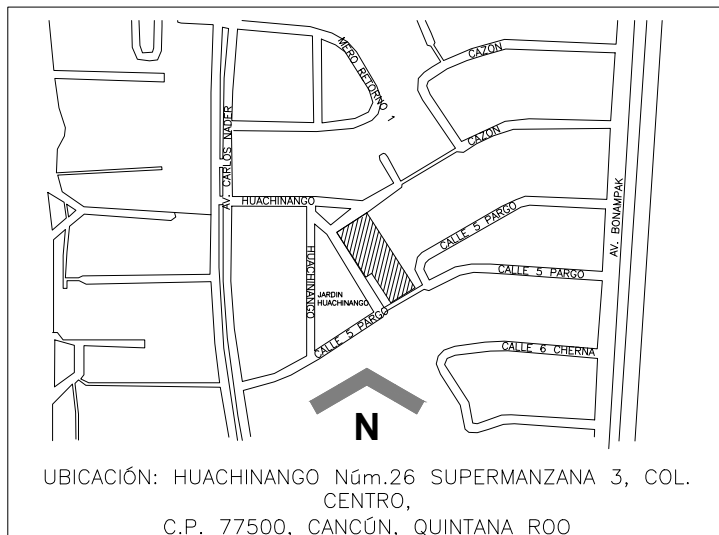 MERO RETORNO 1
CAZON
AV. CARLOS NADER
CAZON
HUACHINANGO
AV. BONAMPAK
CALLE 5 PARGO
HUACHINANGO
CALLE 5 PARGO
JARDIN
HUACHINANGO
CALLE 5 PARGO
CALLE 6 CHERNA
N
UBICACIÓN: HUACHINANGO Núm.26 SUPERMANZANA 3, COL.
CENTRO,
C.P. 77500, CANCÚN, QUINTANA ROO